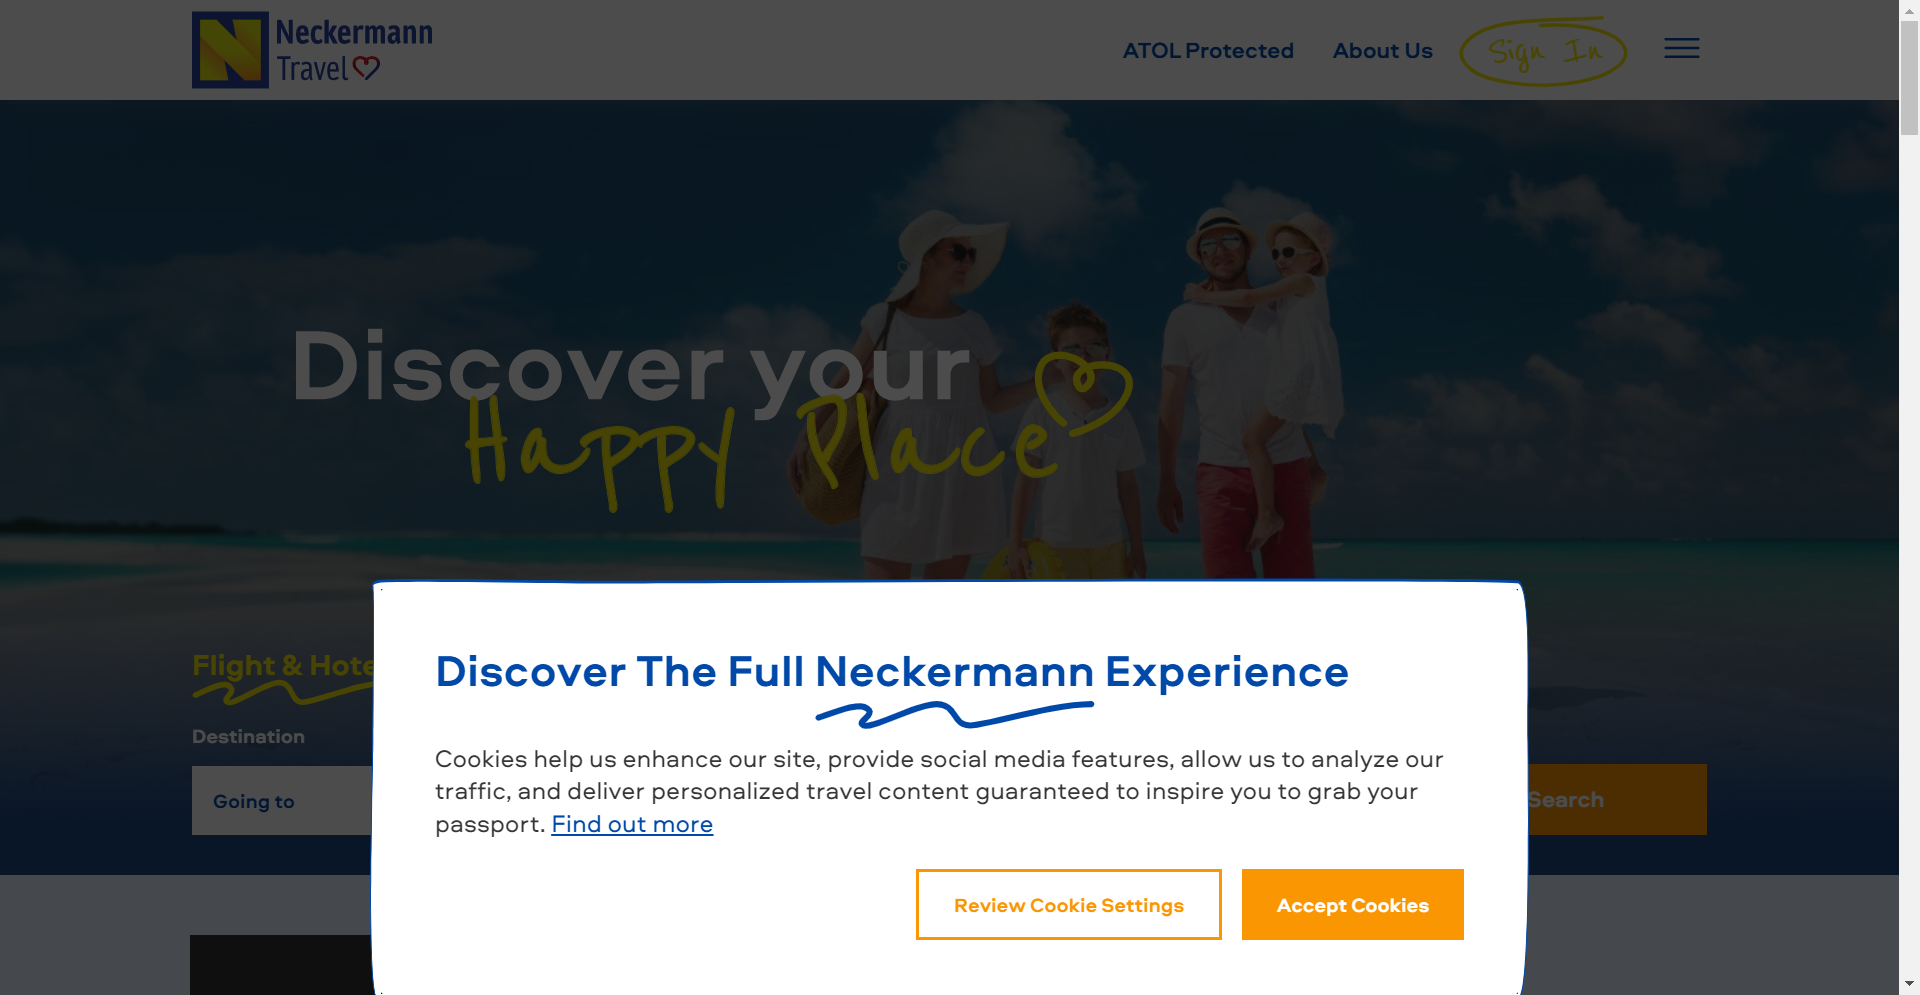 Neckermann
Travel
ATOL Protected
About Us
Sign In
Discover your
Happy Place
Flight & Hote
Destination
Going to
Search
Discover The Full Neckermann Experience
Cookies help us enhance our site, provide social media features, allow us to analyze our
traffic, and deliver personalized travel content guaranteed to inspire you to grab your
passport. Find out more
Review Cookie Settings
Accept Cookies